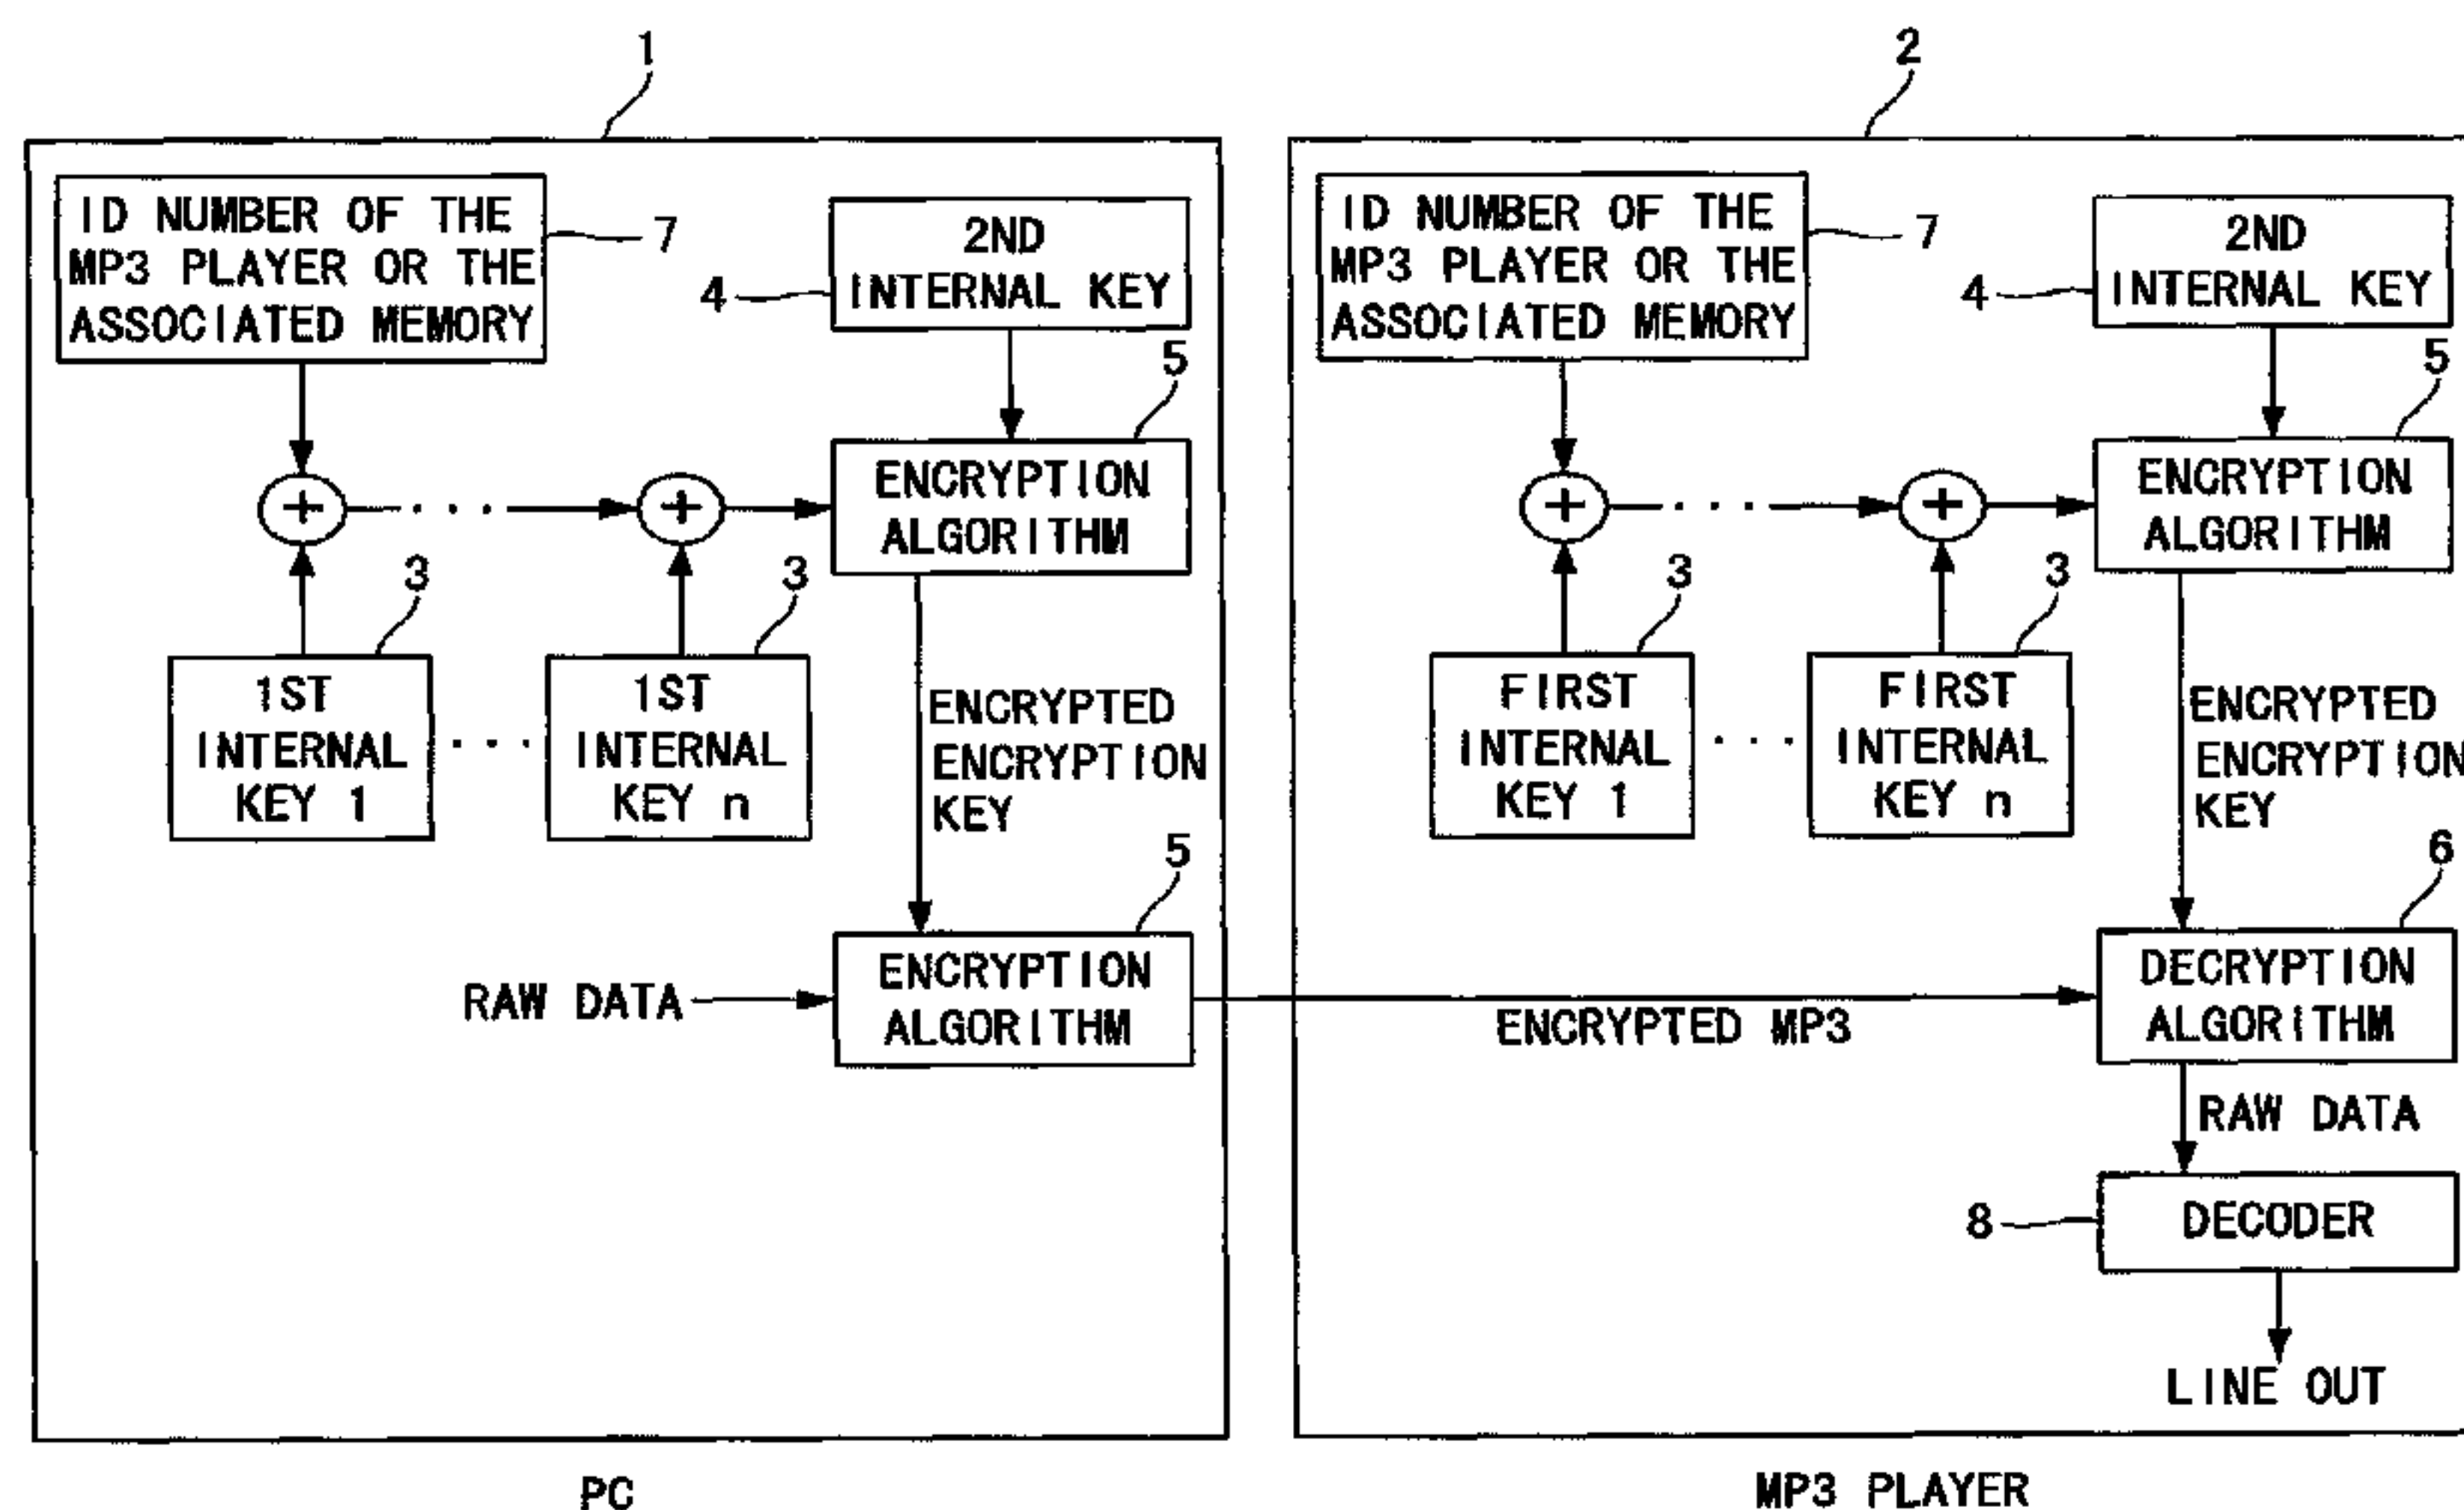 1
ID NUMBER OF THE
MP3 PLAYER OR THE
ASSOCIATED MEMORY
7
2ND
INTERNAL KEY
4
5
ENCRYPTION
ALGORITHM
+
+
3
3
1ST
INTERNAL
KEY 1
...
1ST
INTERNAL
KEY n
ENCRYPTED
ENCRYPTION
KEY
5
RAW DATA
ENCRYPTION
ALGORITHM
PC
2
ID NUMBER OF THE
MP3 PLAYER OR THE
ASSOCIATED MEMORY
7
2ND
INTERNAL KEY
4
5
ENCRYPTION
ALGORITHM
+
+
3
3
FIRST
INTERNAL
KEY 1
...
FIRST
INTERNAL
KEY n
ENCRYPTED
ENCRYPTION
KEY
6
ENCRYPTED MP3
DECRYPTION
ALGORITHM
RAW DATA
8
DECODER
LINE OUT
MP3 PLAYER